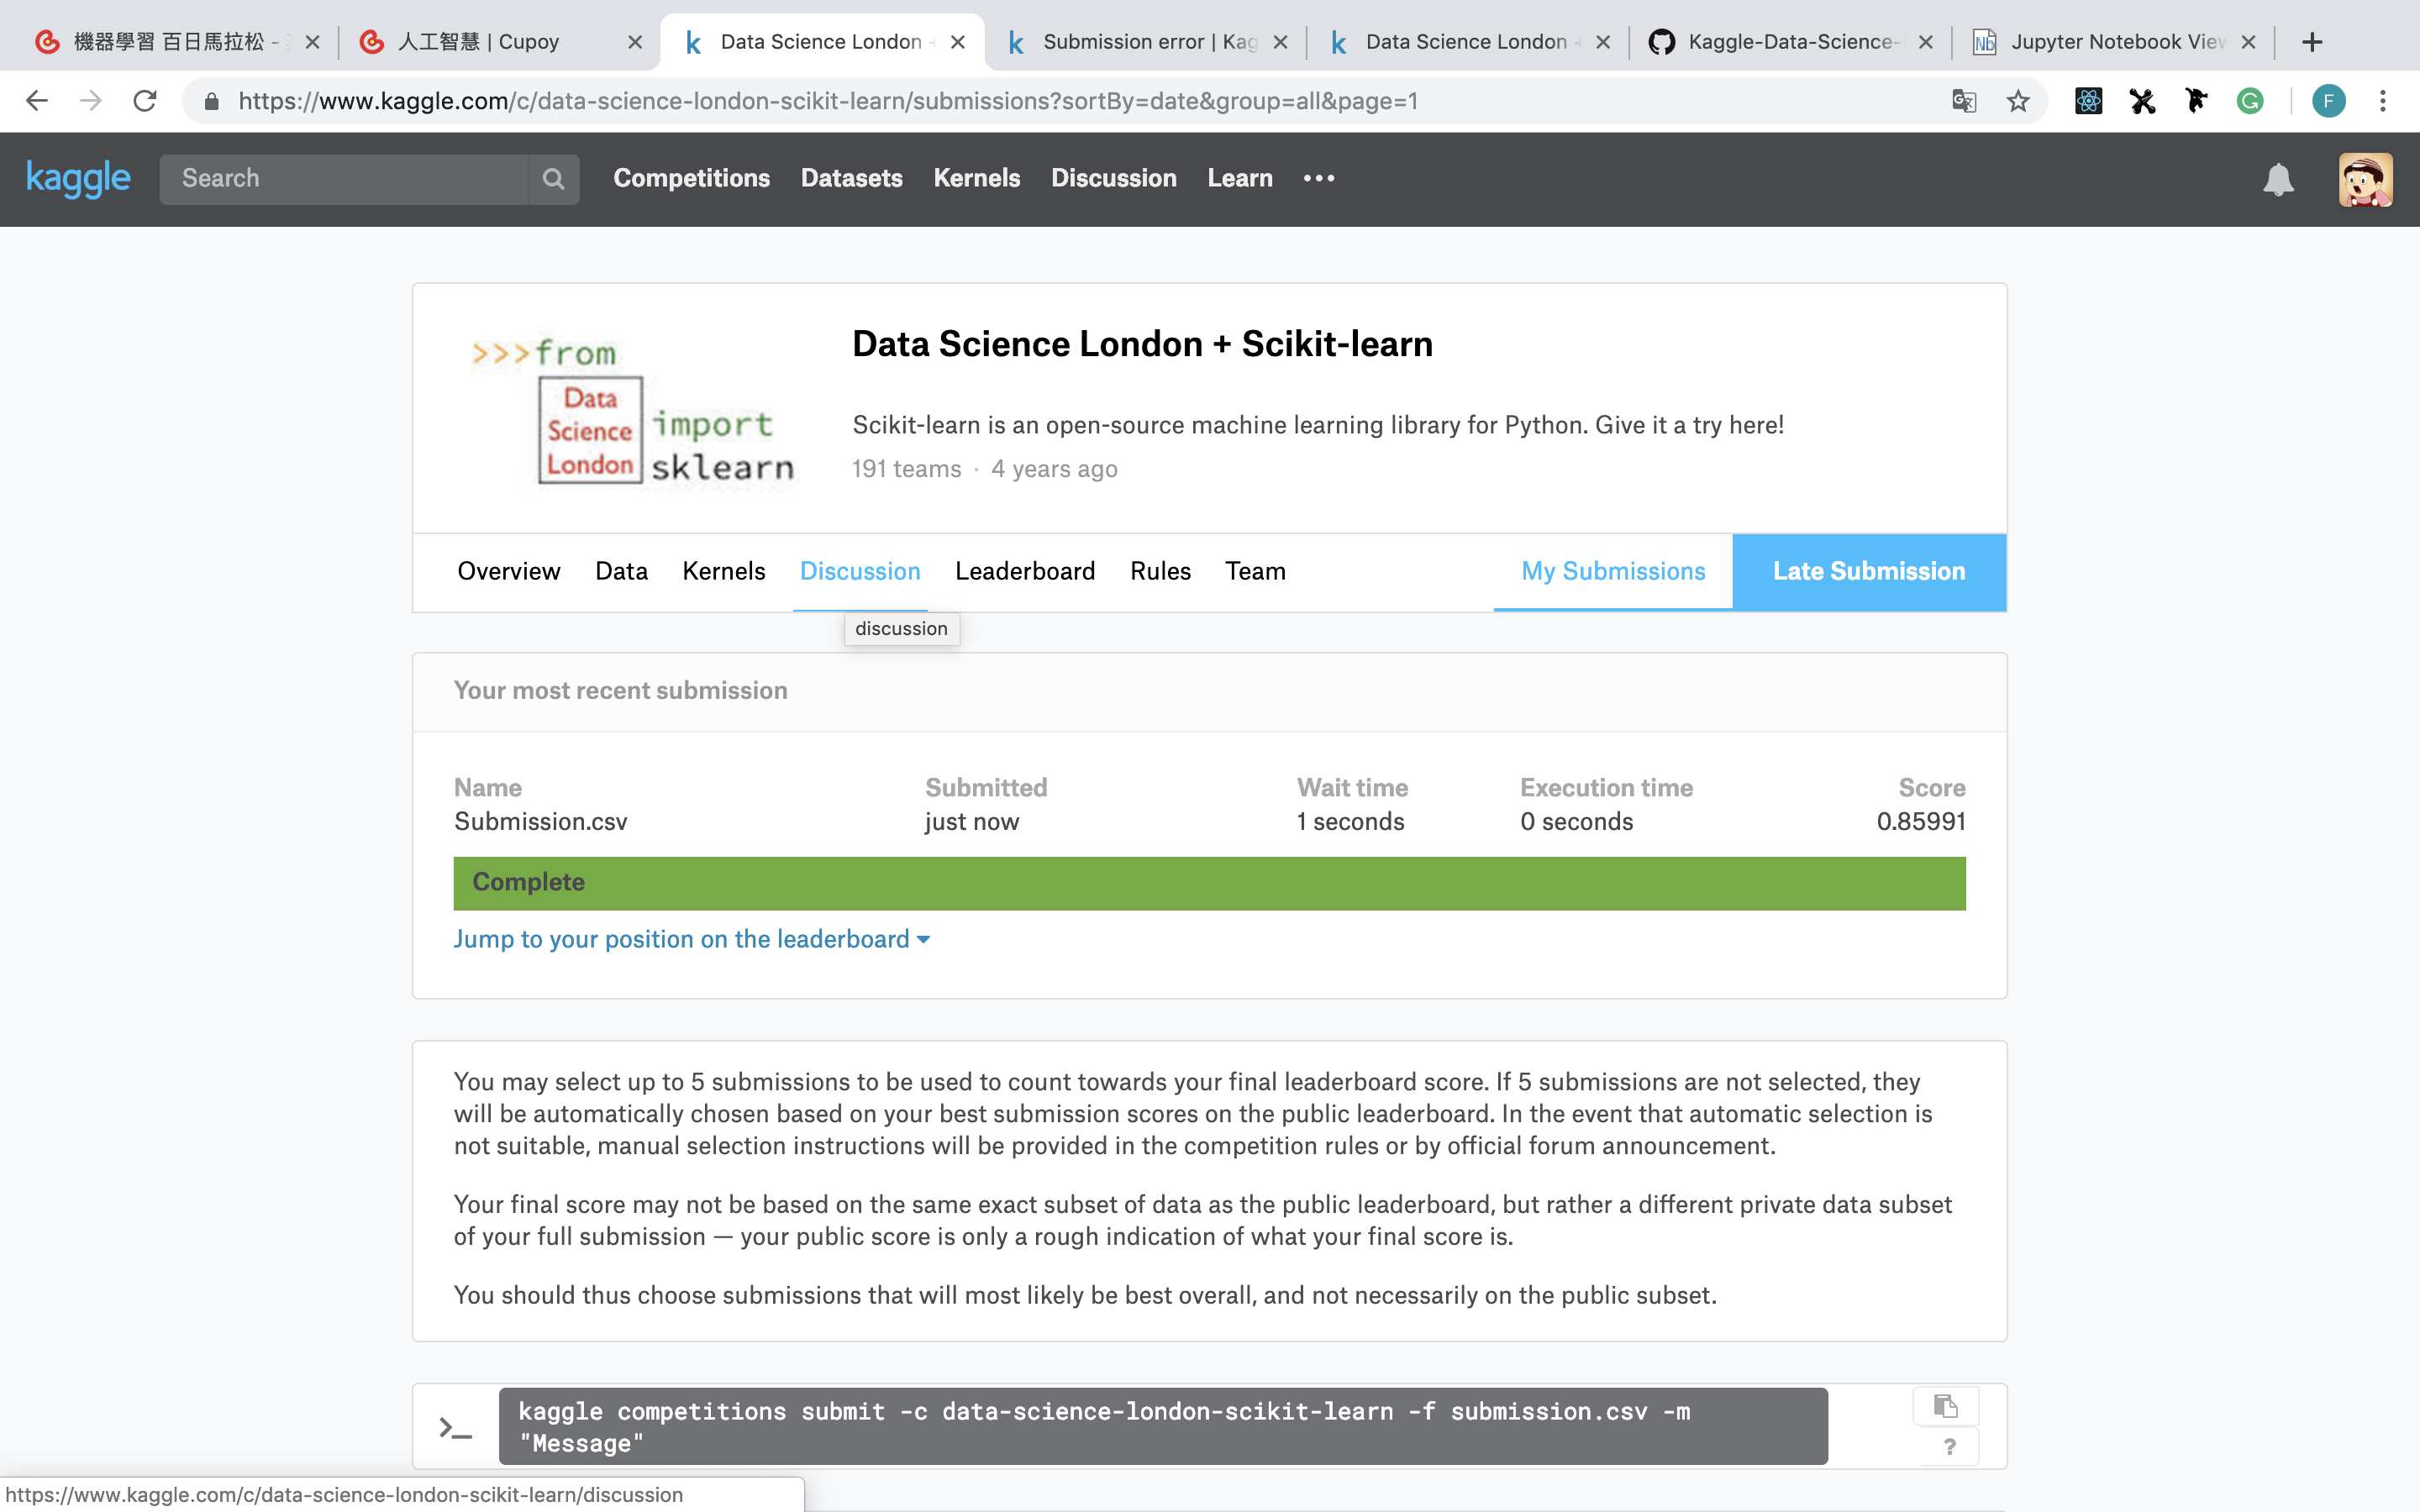 機器學習 百日馬拉松 -
人工智慧 | Cupoy
Data Science London +
Submission error | Kag
Data Science London +
Kaggle-Data-Science-
Jupyter Notebook View
https://www.kaggle.com/c/data-science-london-scikit-learn/submissions?sortBy=date&group=all&page=1
F
kaggle
Search
Competitions
Datasets
Kernels
Discussion
Learn
>>>from
Data
Science
London
import
sklearn
Data Science London + Scikit-learn
Scikit-learn is an open-source machine learning library for Python. Give it a try here!
191 teams · 4 years ago
Overview
Data
Kernels
Discussion
Leaderboard
Rules
Team
My Submissions
Late Submission
discussion
Your most recent submission
Name Submitted Wait time Execution time Score
Submission.csv just now 1 seconds 0 seconds 0.85991
Complete
Jump to your position on the leaderboard
You may select up to 5 submissions to be used to count towards your final leaderboard score. If 5 submissions are not selected, they
will be automatically chosen based on your best submission scores on the public leaderboard. In the event that automatic selection is
not suitable, manual selection instructions will be provided in the competition rules or by official forum announcement.
Your final score may not be based on the same exact subset of data as the public leaderboard, but rather a different private data subset
of your full submission — your public score is only a rough indication of what your final score is.
You should thus choose submissions that will most likely be best overall, and not necessarily on the public subset.
>_
kaggle competitions submit -c data-science-london-scikit-learn -f submission.csv -m
"Message"
?
https://www.kaggle.com/c/data-science-london-scikit-learn/discussion